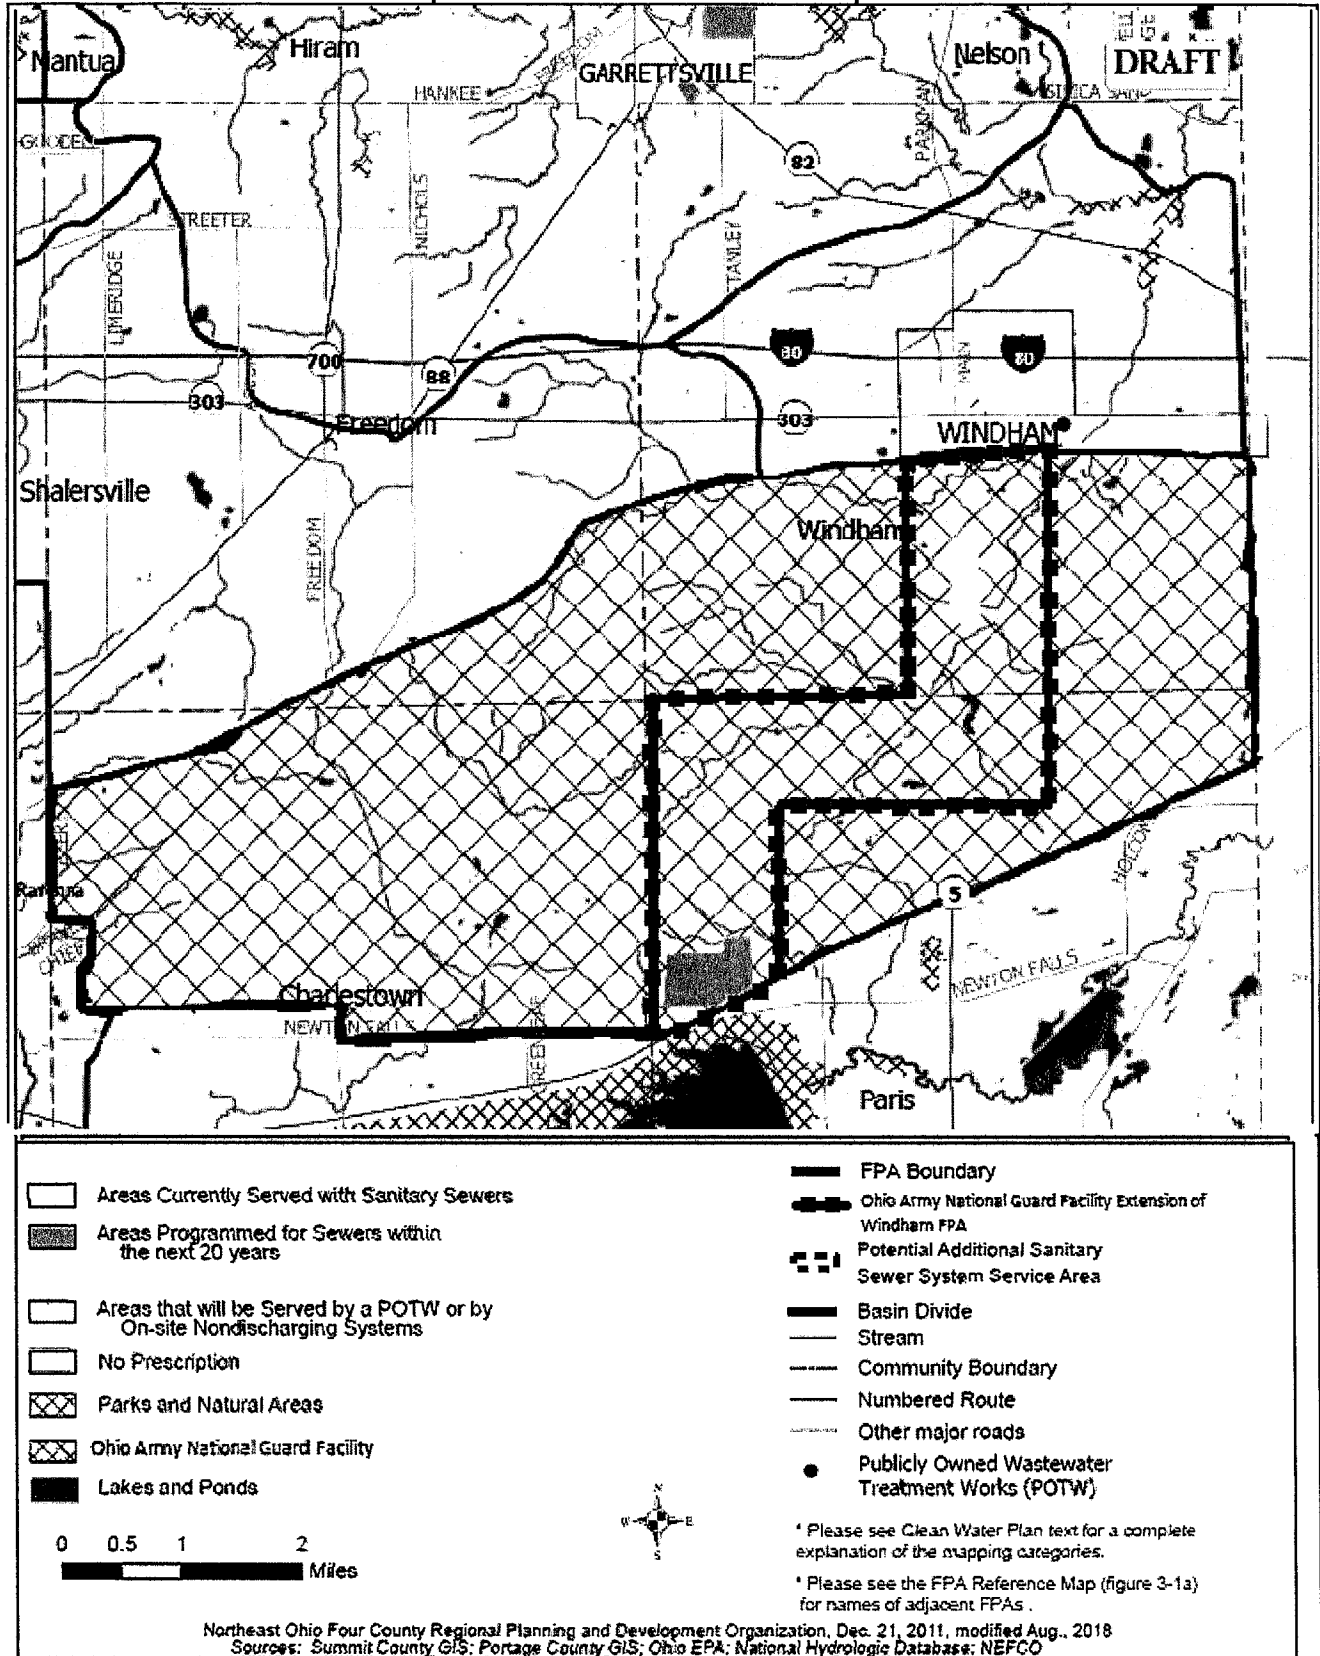 Mantua
Hiram
FREEDOM
GARRETTSVILLE
Nelson
DRAFT
HANKEE
PARKMAN
GOODELL
82
NICHOLS
STREETER
TANLEY
LIMERIDGE
700
88
80
80
MAIN
303
303
Freedom
WINDHAM
Shalersville
Windham
FREEDOM
Ravenna
5
NEWTON FALLS
Charlestown
NEWTON FALLS
Paris
Areas Currently Served with Sanitary Sewers
Areas Programmed for Sewers within
the next 20 years
Areas that will be Served by a POTW or by
On-site Nondischarging Systems
No Prescription
Parks and Natural Areas
Ohio Army National Guard Facility
Lakes and Ponds
0 0.5 1 2
Miles
N
W E
S
FPA Boundary
Ohio Army National Guard Facility Extension of
Windham FPA
Potential Additional Sanitary
Sewer System Service Area
Basin Divide
Stream
Community Boundary
Numbered Route
Other major roads
Publicly Owned Wastewater
Treatment Works (POTW)
* Please see Clean Water Plan text for a complete
explanation of the mapping categories.
* Please see the FPA Reference Map (figure 3-1a)
for names of adjacent FPAs .
Northeast Ohio Four County Regional Planning and Development Organization, Dec. 21, 2011, modified Aug., 2018
Sources: Summit County GIS; Portage County GIS; Ohio EPA; National Hydrologic Database; NEFCO